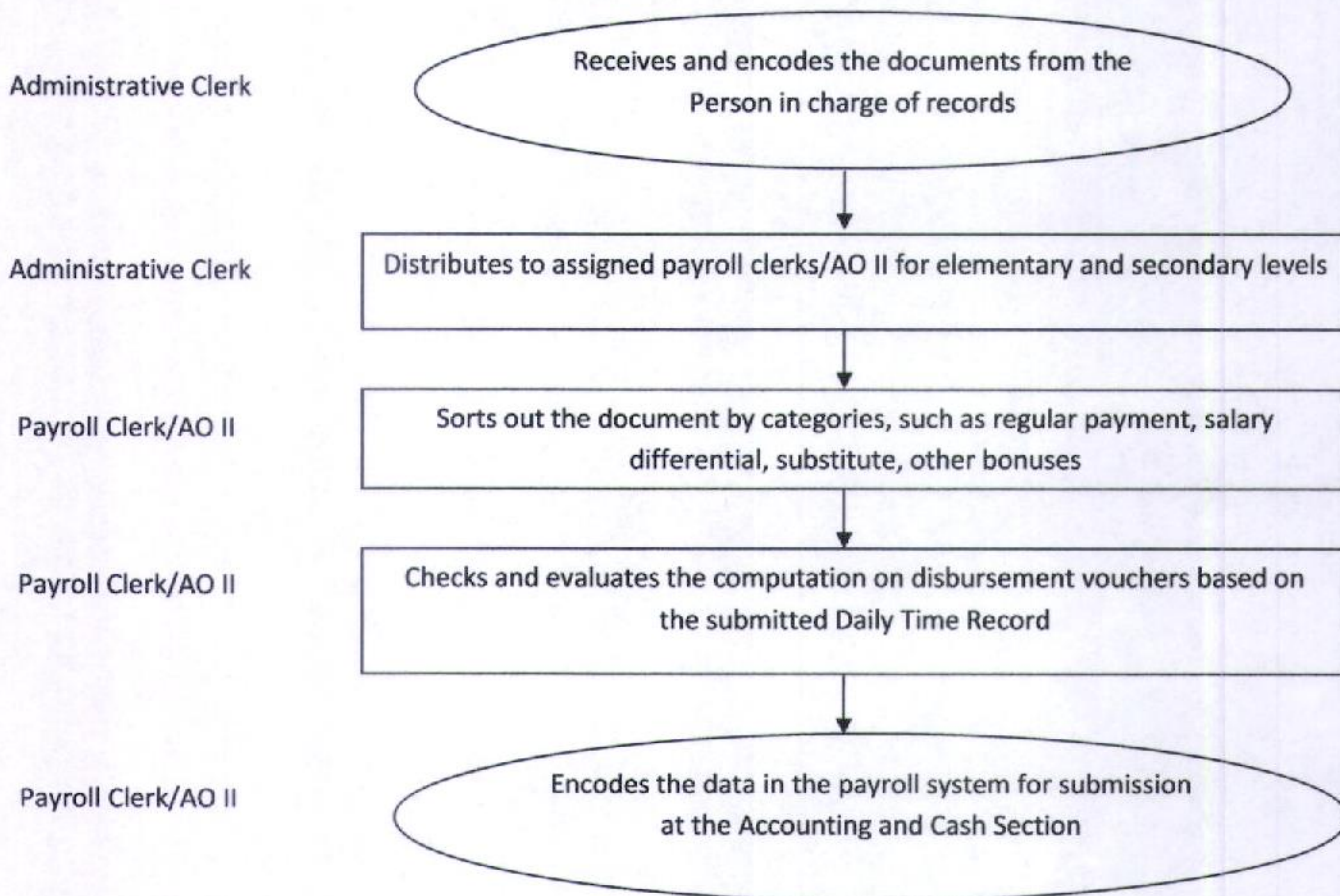 Administrative Clerk
Receives and encodes the documents from the
Person in charge of records
Administrative Clerk
Distributes to assigned payroll clerks/AO II for elementary and secondary levels
Payroll Clerk/AO II
Sorts out the document by categories, such as regular payment, salary
differential, substitute, other bonuses
Payroll Clerk/AO II
Checks and evaluates the computation on disbursement vouchers based on
the submitted Daily Time Record
Payroll Clerk/AO II
Encodes the data in the payroll system for submission
at the Accounting and Cash Section